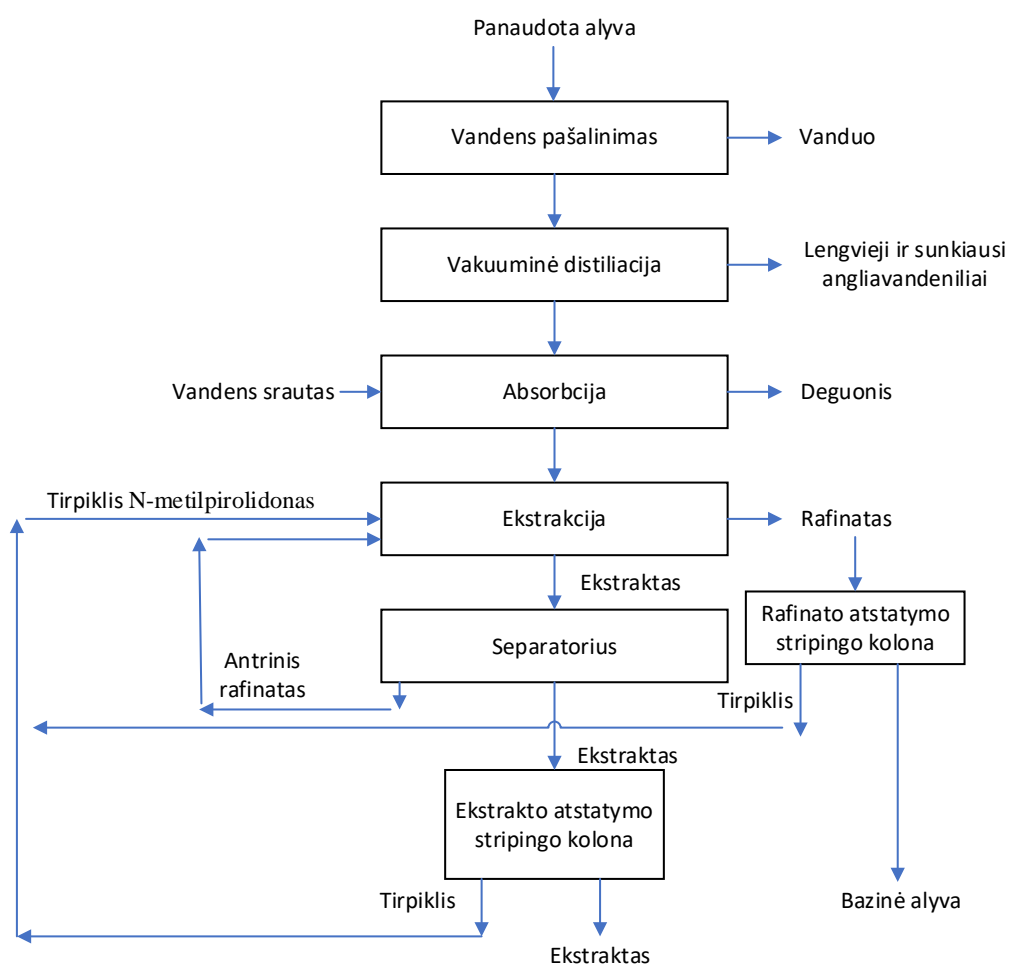 Panaudota alyva
Vandens pašalinimas
Vanduo
Vakuuminė distiliacija
Lengvieji ir sunkiausi
angliavandeniliai
Vandens srautas
Absorbcija
Deguonis
Tirpiklis N-metilpirolidonas
Ekstrakcija
Rafinatas
Ekstraktas
Rafinato atstatymo
stripingo kolona
Separatorius
Antrinis
rafinatas
Tirpiklis
Ekstraktas
Ekstrakto atstatymo
stripingo kolona
Tirpiklis
Bazinė alyva
Ekstraktas